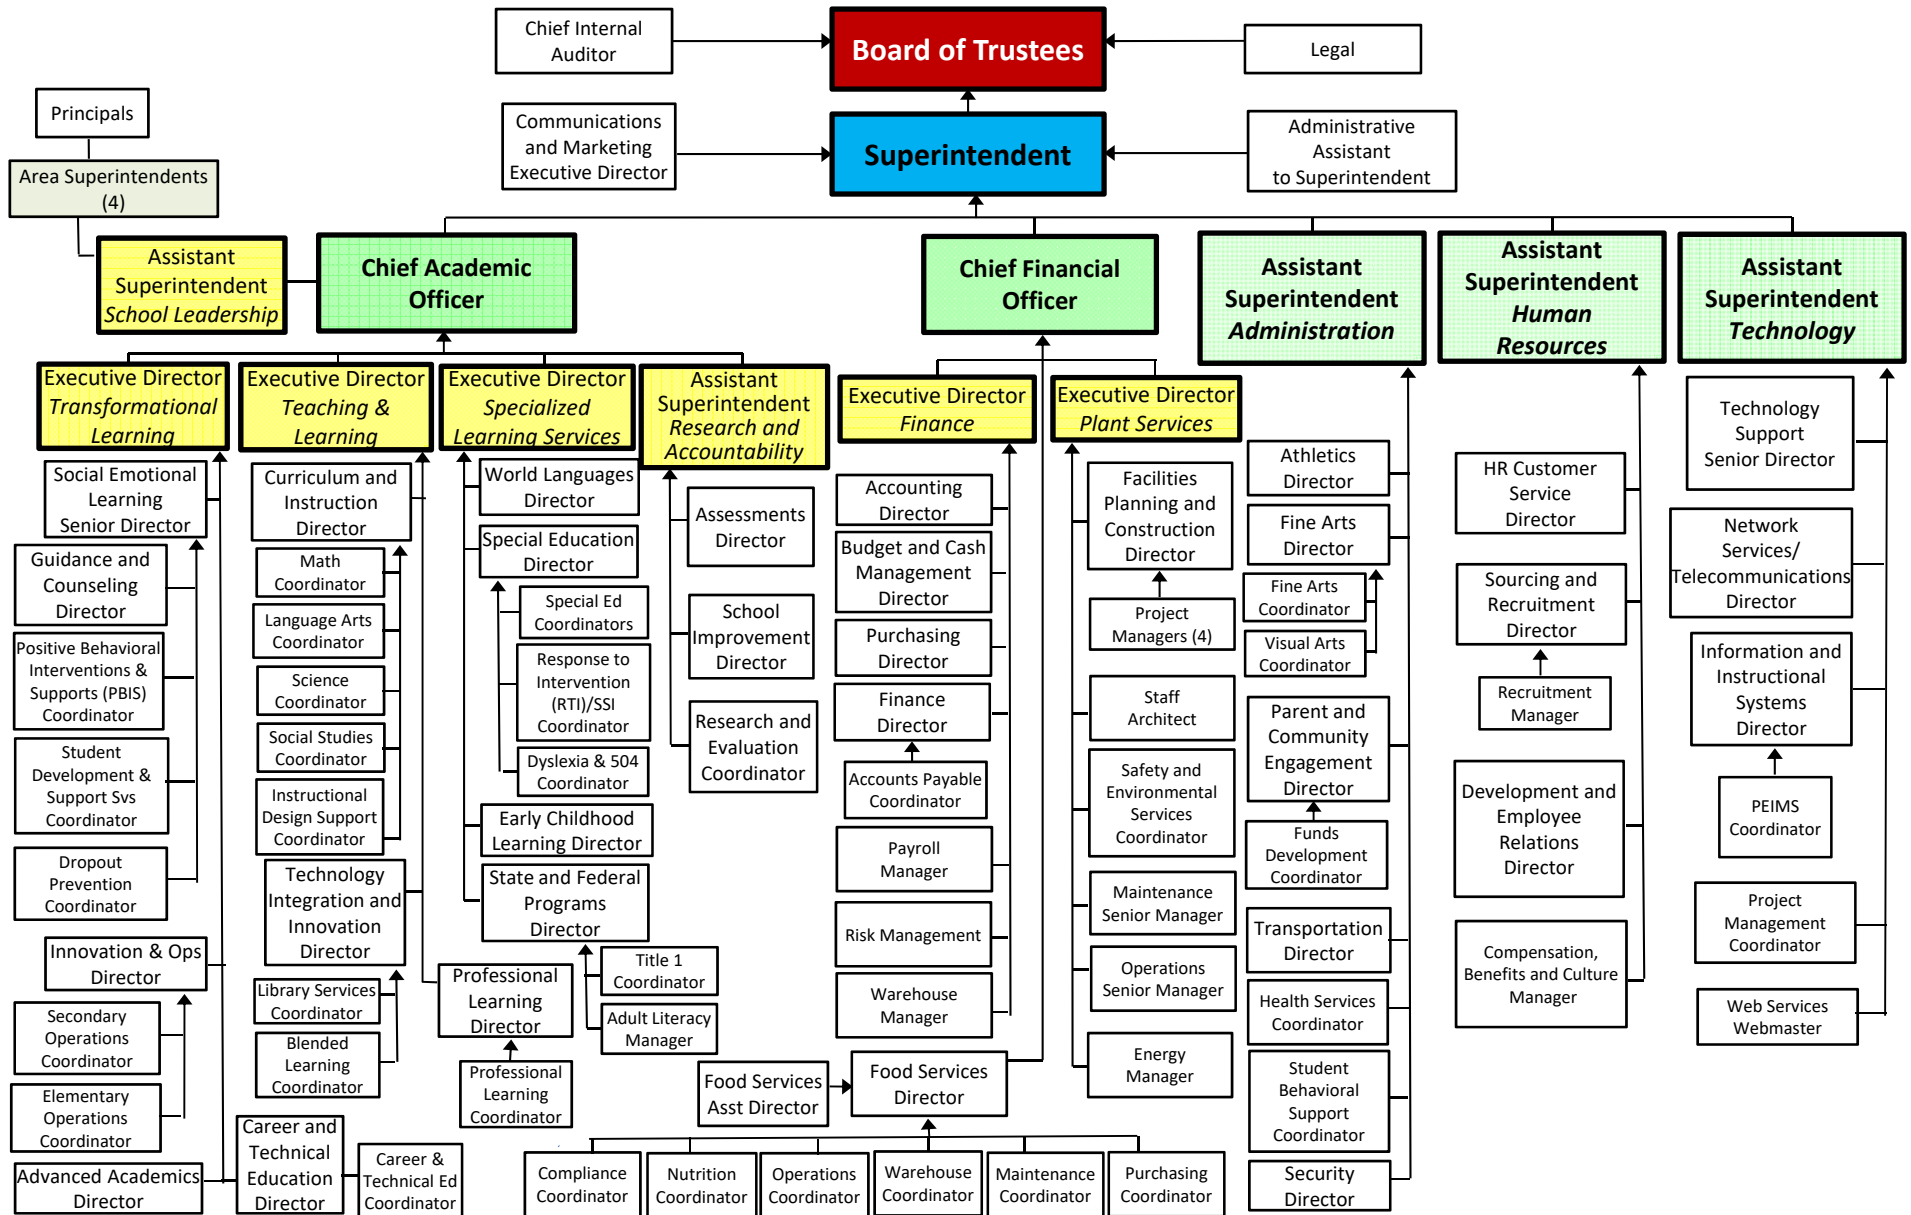 Chief Internal
Auditor
Board of Trustees
Legal
Principals
Communications
and Marketing
Executive Director
Superintendent
Administrative
Assistant
to Superintendent
Area Superintendents
(4)
Assistant
Superintendent
School Leadership
Chief Academic
Officer
Chief Financial
Officer
Assistant
Superintendent
Administration
Assistant
Superintendent
Human
Resources
Assistant
Superintendent
Technology
Executive Director
Transformational
Learning
Executive Director
Teaching &
Learning
Executive Director
Specialized
Learning Services
Assistant
Superintendent
Research and
Accountability
Executive Director
Finance
Executive Director
Plant Services
Social Emotional
Learning
Senior Director
Guidance and
Counseling
Director
Positive Behavioral
Interventions &
Supports (PBIS)
Coordinator
Student
Development &
Support Svs
Coordinator
Dropout
Prevention
Coordinator
Innovation & Ops
Director
Secondary
Operations
Coordinator
Elementary
Operations
Coordinator
Advanced Academics
Director
Career and
Technical
Education
Director
Career &
Technical Ed
Coordinator
Curriculum and
Instruction
Director
Math
Coordinator
Language Arts
Coordinator
Science
Coordinator
Social Studies
Coordinator
Instructional
Design Support
Coordinator
Technology
Integration and
Innovation
Director
Library Services
Coordinator
Blended
Learning
Coordinator
Professional
Learning
Director
Professional
Learning
Coordinator
World Languages
Director
Special Education
Director
Special Ed
Coordinators
Response to
Intervention
(RTI)/SSI
Coordinator
Dyslexia & 504
Coordinator
Early Childhood
Learning Director
State and Federal
Programs
Director
Title 1
Coordinator
Adult Literacy
Manager
Assessments
Director
School
Improvement
Director
Research and
Evaluation
Coordinator
Accounting
Director
Budget and Cash
Management
Director
Purchasing
Director
Finance
Director
Accounts Payable
Coordinator
Payroll
Manager
Risk Management
Warehouse
Manager
Food Services
Asst Director
Food Services
Director
Compliance
Coordinator
Nutrition
Coordinator
Operations
Coordinator
Warehouse
Coordinator
Maintenance
Coordinator
Purchasing
Coordinator
Facilities
Planning and
Construction
Director
Project
Managers (4)
Staff
Architect
Safety and
Environmental
Services
Coordinator
Maintenance
Senior Manager
Operations
Senior Manager
Energy
Manager
Athletics
Director
Fine Arts
Director
Fine Arts
Coordinator
Visual Arts
Coordinator
Parent and
Community
Engagement
Director
Funds
Development
Coordinator
Transportation
Director
Health Services
Coordinator
Student
Behavioral
Support
Coordinator
Security
Director
HR Customer
Service
Director
Sourcing and
Recruitment
Director
Recruitment
Manager
Development and
Employee
Relations
Director
Compensation,
Benefits and Culture
Manager
Technology
Support
Senior Director
Network
Services/
Telecommunications
Director
Information and
Instructional
Systems
Director
PEIMS
Coordinator
Project
Management
Coordinator
Web Services
Webmaster